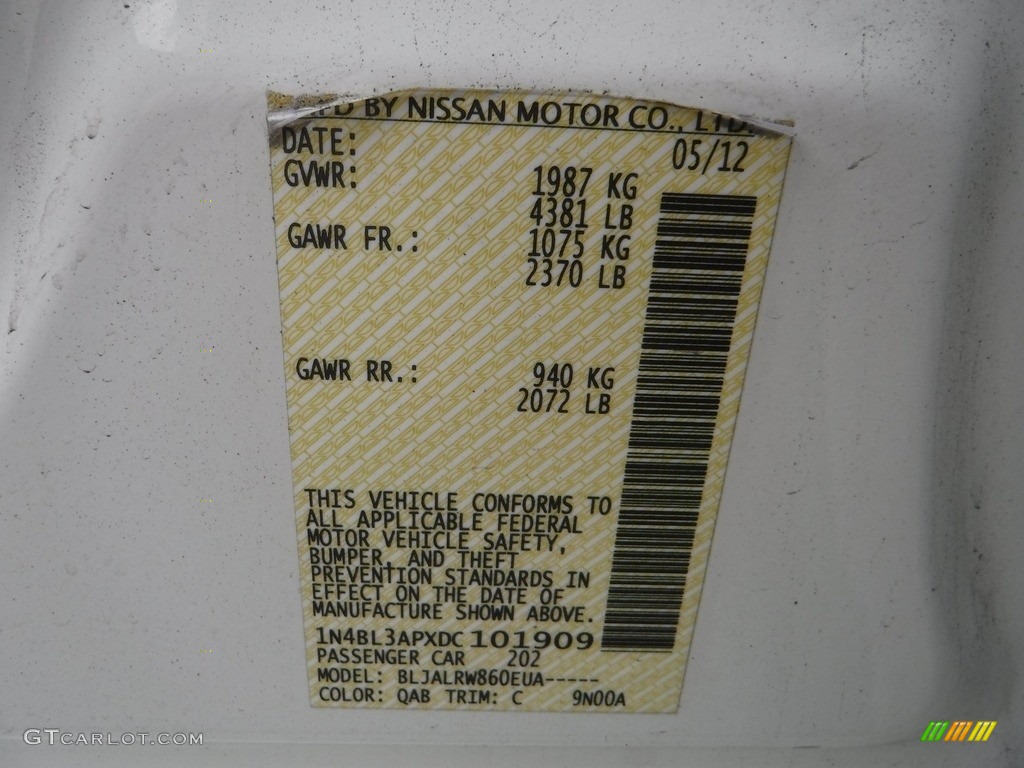 BY NISSAN MOTOR CO., LTD.
DATE: 05/12
GVWR: 1987 KG
4381 LB
GAWR FR.: 1075 KG
2370 LB
GAWR RR.: 940 KG
2072 LB
THIS VEHICLE CONFORMS TO
ALL APPLICABLE FEDERAL
MOTOR VEHICLE SAFETY,
BUMPER, AND THEFT
PREVENTION STANDARDS IN
EFFECT ON THE DATE OF
MANUFACTURE SHOWN ABOVE.
1N4BL3APXDC101909
PASSENGER CAR 202
MODEL: BLJALRW860EUA-----
COLOR: QAB TRIM: C 9N00A
GTCARLOT.COM